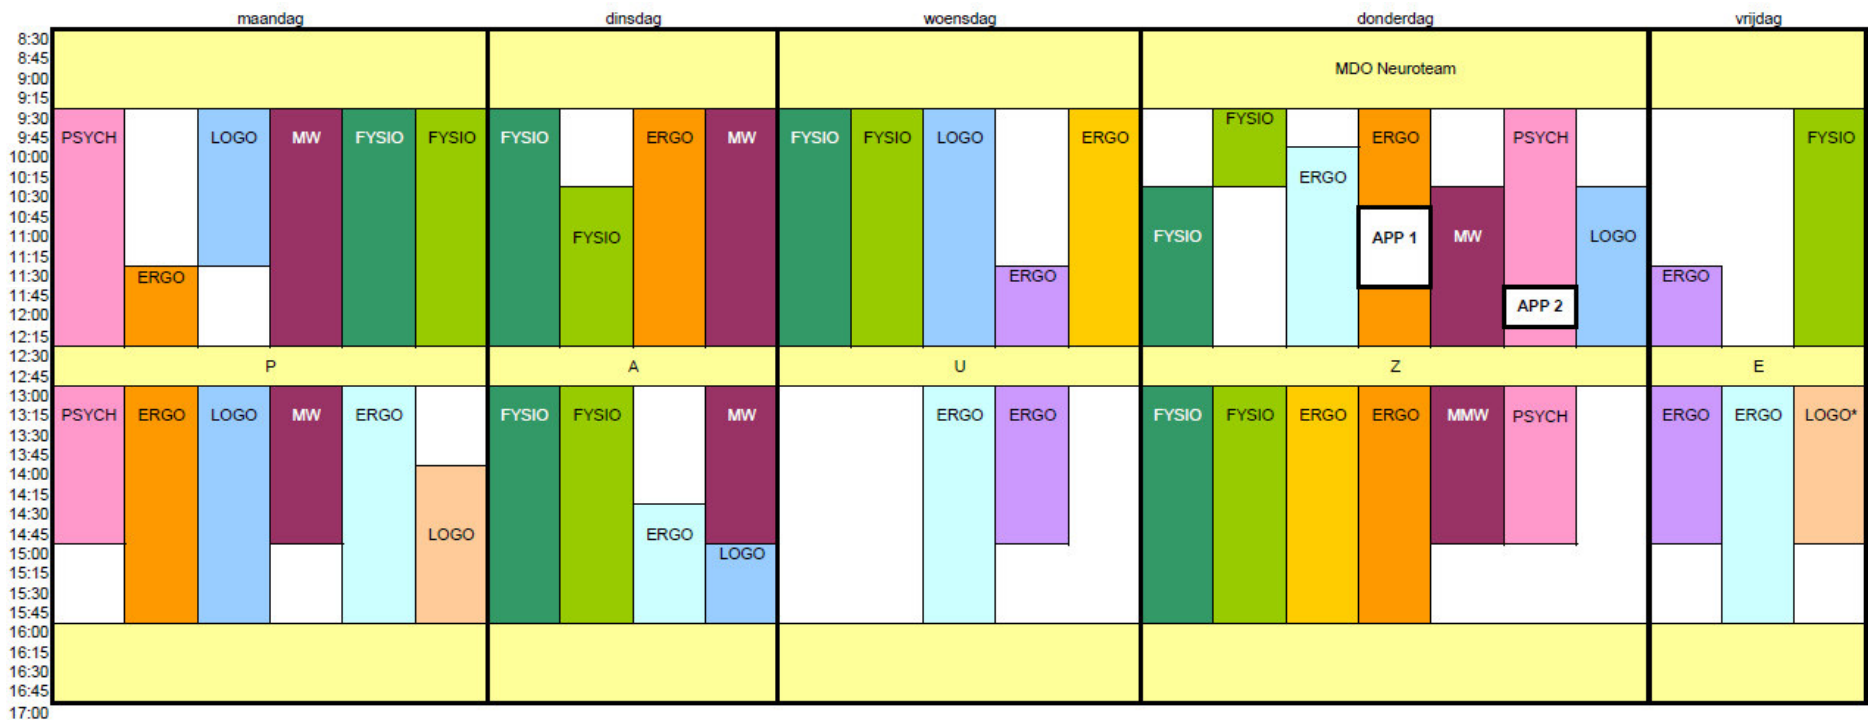 maandag dinsdag woensdag donderdag vrijdag
8:30
8:45
9:00 MDO Neuroteam
9:15
9:30 FYSIO
9:45 PSYCH LOGO MW FYSIO FYSIO FYSIO ERGO MW FYSIO FYSIO LOGO ERGO ERGO PSYCH FYSIO
10:00
10:15 ERGO
10:30
10:45
11:00 FYSIO FYSIO APP 1 MW LOGO
11:15
11:30 ERGO ERGO ERGO
11:45
12:00 APP 2
12:15
12:30 P A U Z E
12:45
13:00
13:15 PSYCH ERGO LOGO MW ERGO FYSIO FYSIO MW ERGO ERGO FYSIO FYSIO ERGO ERGO MMW PSYCH ERGO ERGO LOGO*
13:30
13:45
14:00
14:15
14:30
14:45 LOGO ERGO
15:00 LOGO
15:15
15:30
15:45
16:00
16:15
16:30
16:45
17:00